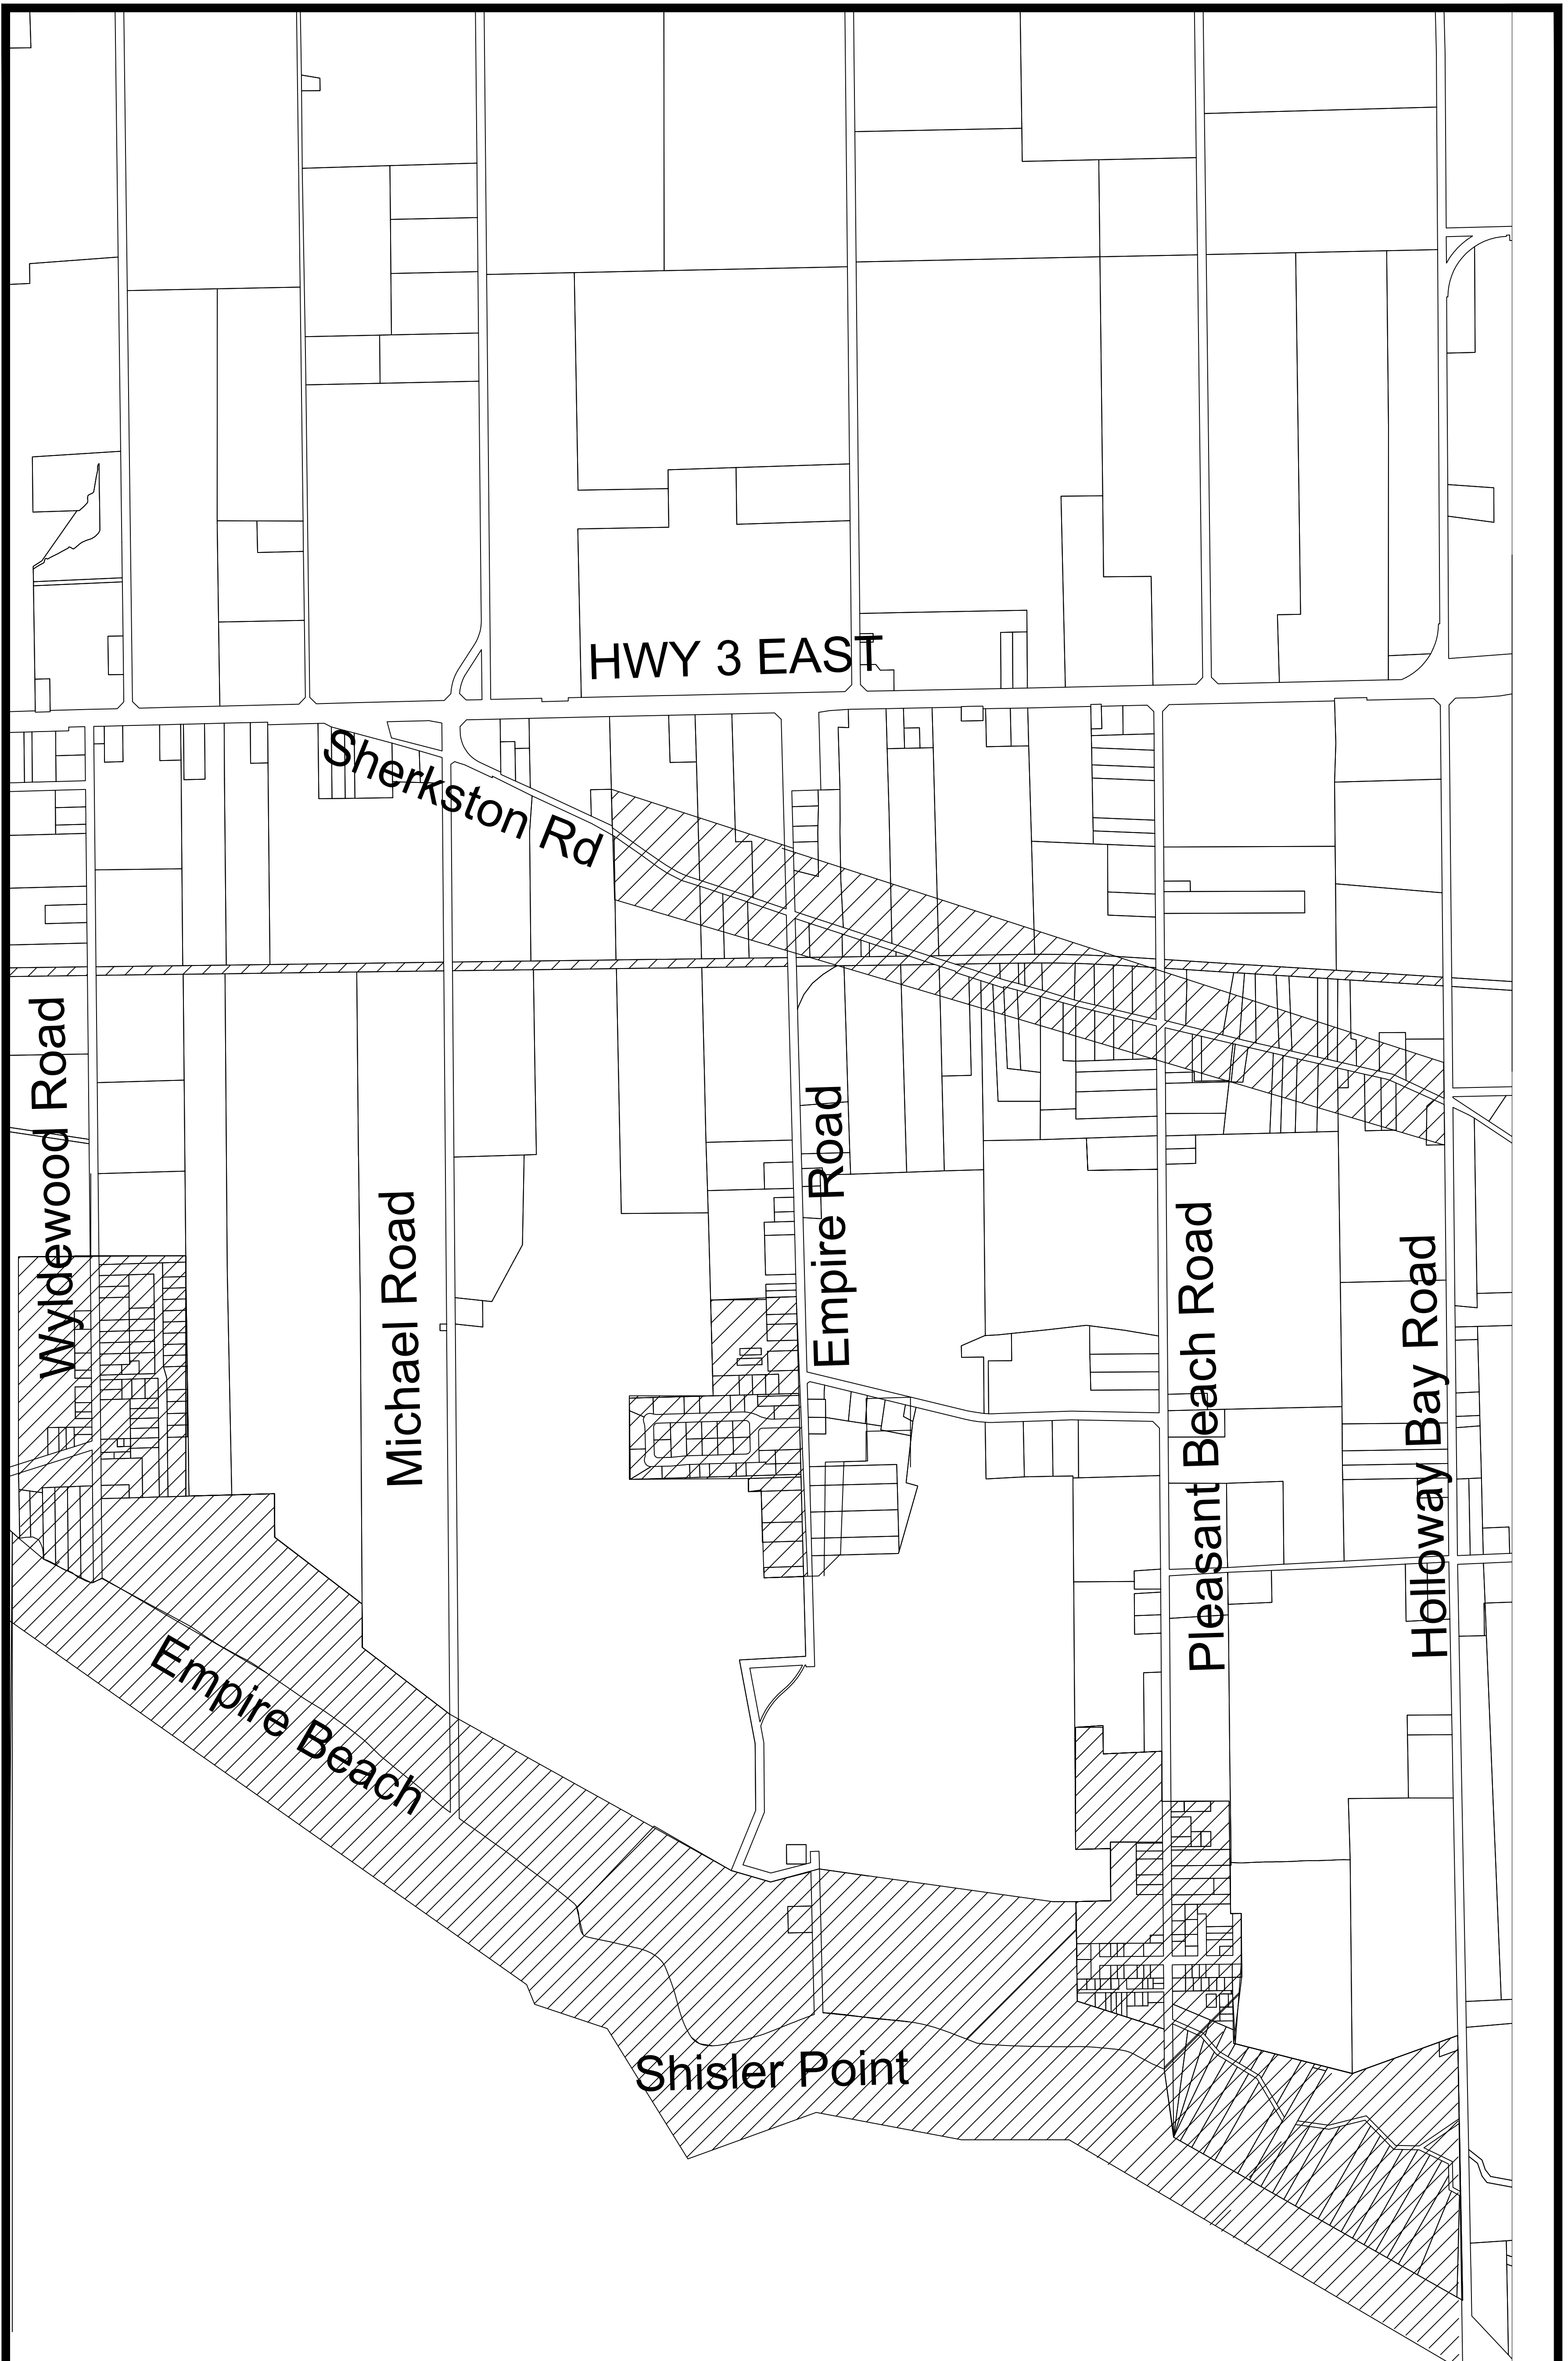 HWY 3 EAST
Sherkston Rd
Wyldewood Road
Michael Road
Empire Road
Pleasant Beach Road
Holloway Bay Road
Empire Beach
Shisler Point